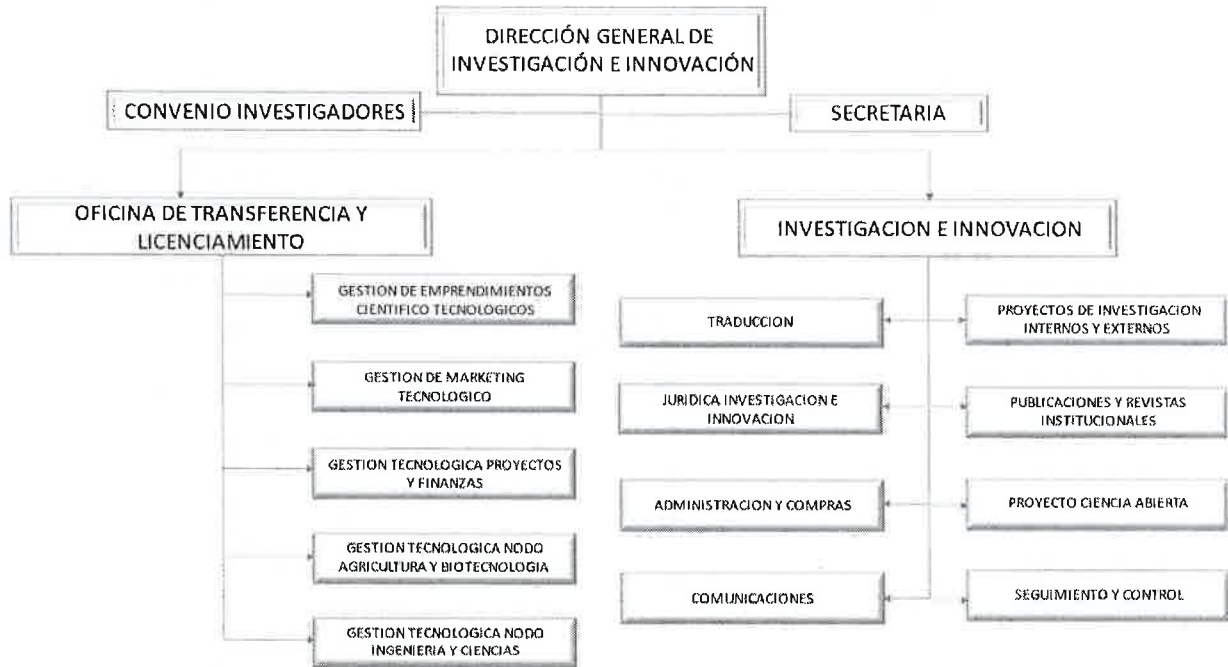 DIRECCIÓN GENERAL DE
INVESTIGACIÓN E INNOVACIÓN
CONVENIO INVESTIGADORES
SECRETARIA
OFICINA DE TRANSFERENCIA Y
LICENCIAMIENTO
GESTION DE EMPRENDIMIENTOS
CIENTIFICO TECNOLOGICOS
GESTION DE MARKETING
TECNOLOGICO
GESTION TECNOLOGICA PROYECTOS
Y FINANZAS
GESTION TECNOLOGICA NODO
AGRICULTURA Y BIOTECNOLOGIA
GESTION TECNOLOGICA NODO
INGENIERIA Y CIENCIAS
INVESTIGACION E INNOVACION
TRADUCCION
PROYECTOS DE INVESTIGACION
INTERNOS Y EXTERNOS
JURIDICA INVESTIGACION E
INNOVACION
PUBLICACIONES Y REVISTAS
INSTITUCIONALES
ADMINISTRACION Y COMPRAS
PROYECTO CIENCIA ABIERTA
COMUNICACIONES
SEGUIMIENTO Y CONTROL